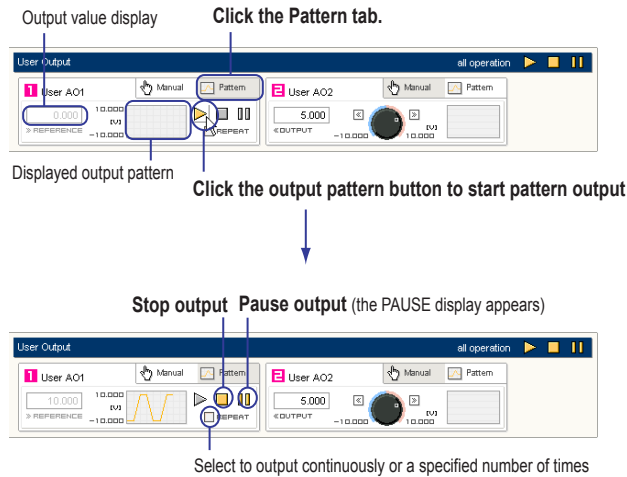 Output value display
Click the Pattern tab.
User Output
all operation
1 User AO1
Manual
Pattern
2 User AO2
Manual
Pattern
0.000
10.000
[V]
-10.000
» REFERENCE
REPEAT
5.000
«OUTPUT
«
»
-10.000
[V]
10.000
Displayed output pattern
Click the output pattern button to start pattern output
Stop output Pause output (the PAUSE display appears)
User Output
all operation
1 User AO1
Manual
Pattern
2 User AO2
Manual
Pattern
10.000
10.000
[V]
-10.000
» REFERENCE
REPEAT
5.000
«OUTPUT
«
»
-10.000
[V]
10.000
Select to output continuously or a specified number of times